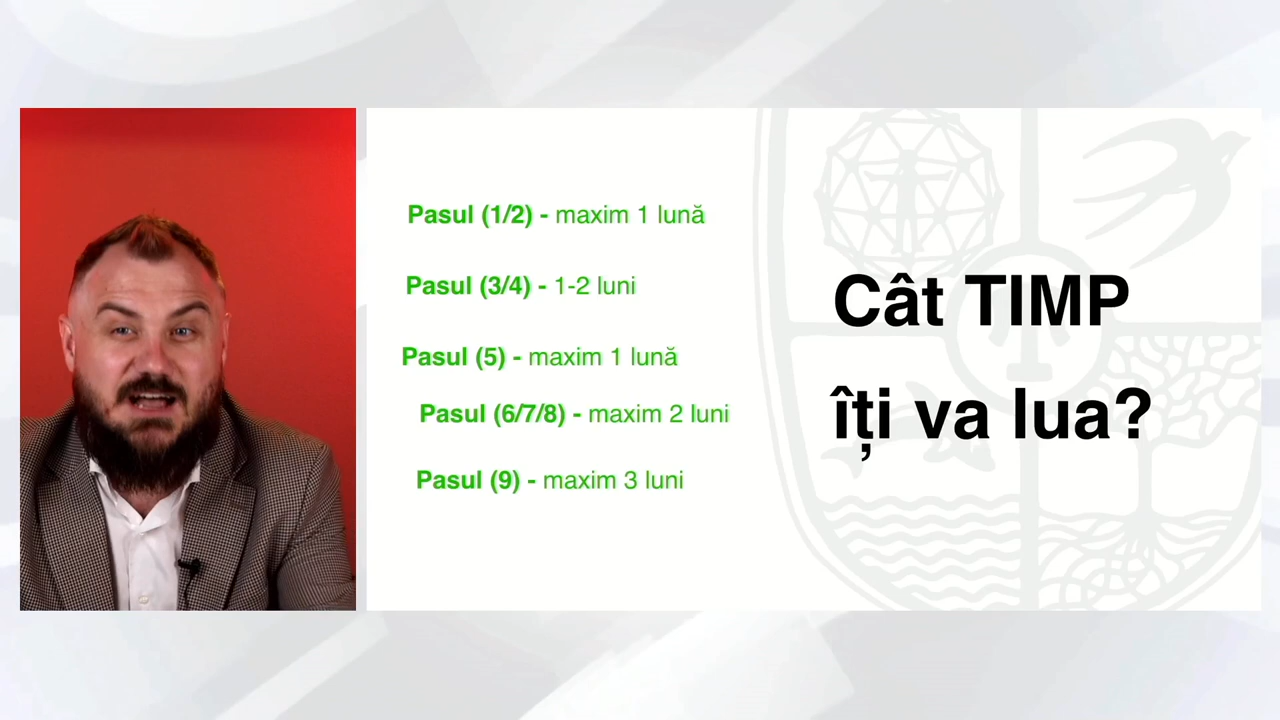 Pasul (1/2) - maxim 1 lună
Pasul (3/4) - 1-2 luni
Pasul (5) - maxim 1 lună
Pasul (6/7/8) - maxim 2 luni
Pasul (9) - maxim 3 luni
Cât TIMP
îți va lua?